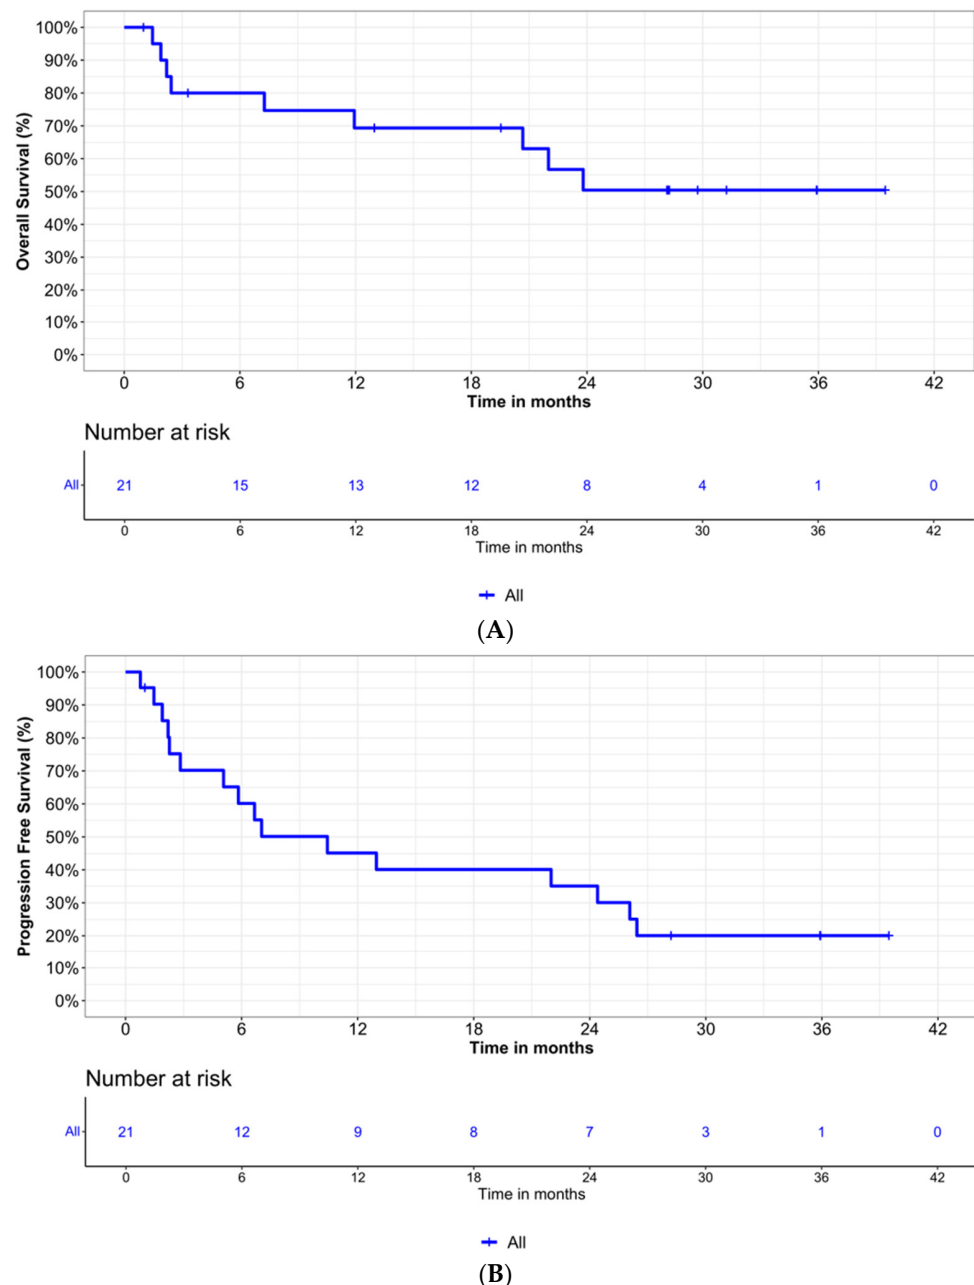 100%
90%
80%
70%
60%
50%
40%
30%
20%
10%
0%
Overall Survival (%)
0 6 12 18 24 30 36 42
Time in months
Number at risk
All 21 15 13 12 8 4 1 0
0 6 12 18 24 30 36 42
Time in months
All
(A)
100%
90%
80%
70%
60%
50%
40%
30%
20%
10%
0%
Progression Free Survival (%)
0 6 12 18 24 30 36 42
Time in months
Number at risk
All 21 12 9 8 7 3 1 0
0 6 12 18 24 30 36 42
Time in months
All
(B)